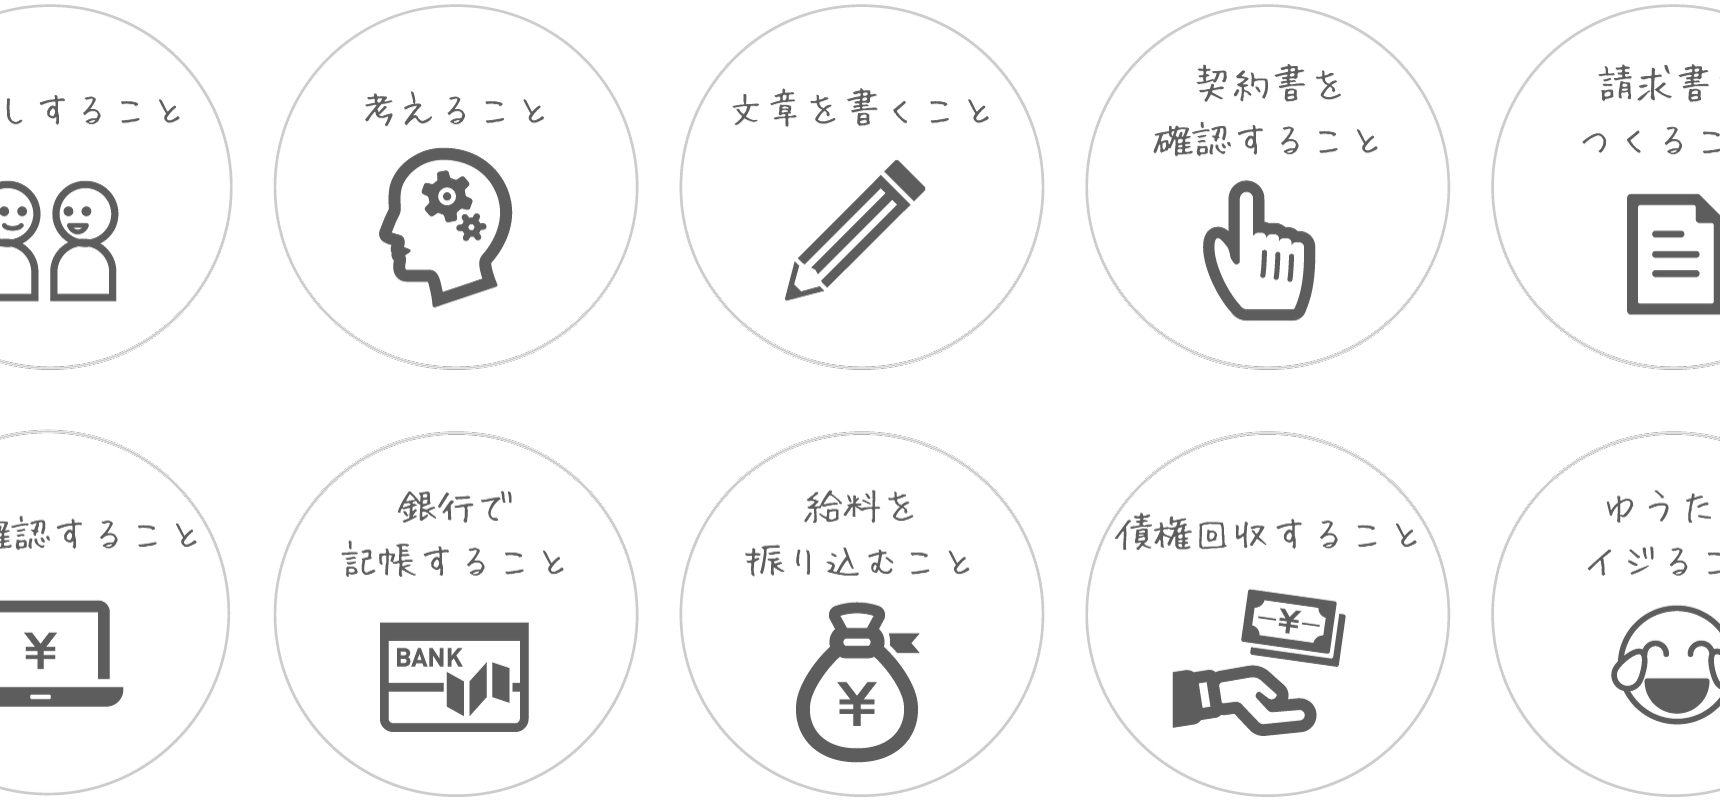 しすること
考えること
文章を書くこと
契約書を
確認すること
請求書
つくるこ
確認すること
¥
銀行で
記帳すること
BANK
給料を
振り込むこと
¥
債権回収すること
¥
ゆうた
イジるこ